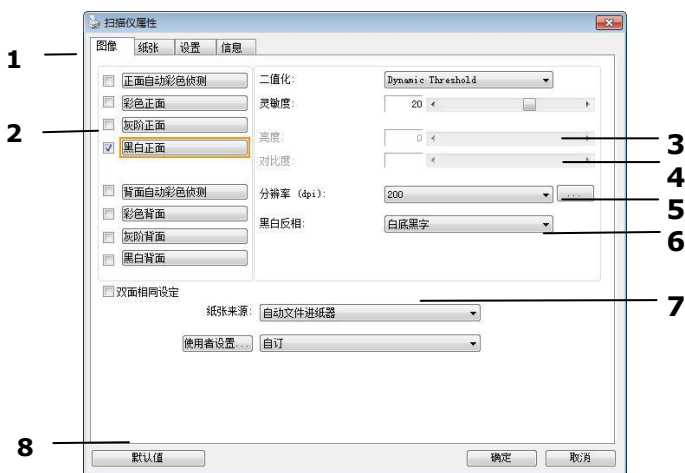 扫描仪属性
图像 纸张 设置 信息
1
正面自动彩色侦测
彩色正面
灰阶正面
黑白正面
2
背面自动彩色侦测
彩色背面
灰阶背面
黑白背面
二值化: Dynamic Threshold
灵敏度: 20
亮度: 0
3
对比度:
4
分辨率 (dpi): 200 ...
5
黑白反相: 白底黑字
6
双面相同设定
7
纸张来源: 自动文件进纸器
使用者设置... 自订
8
默认值 确定 取消